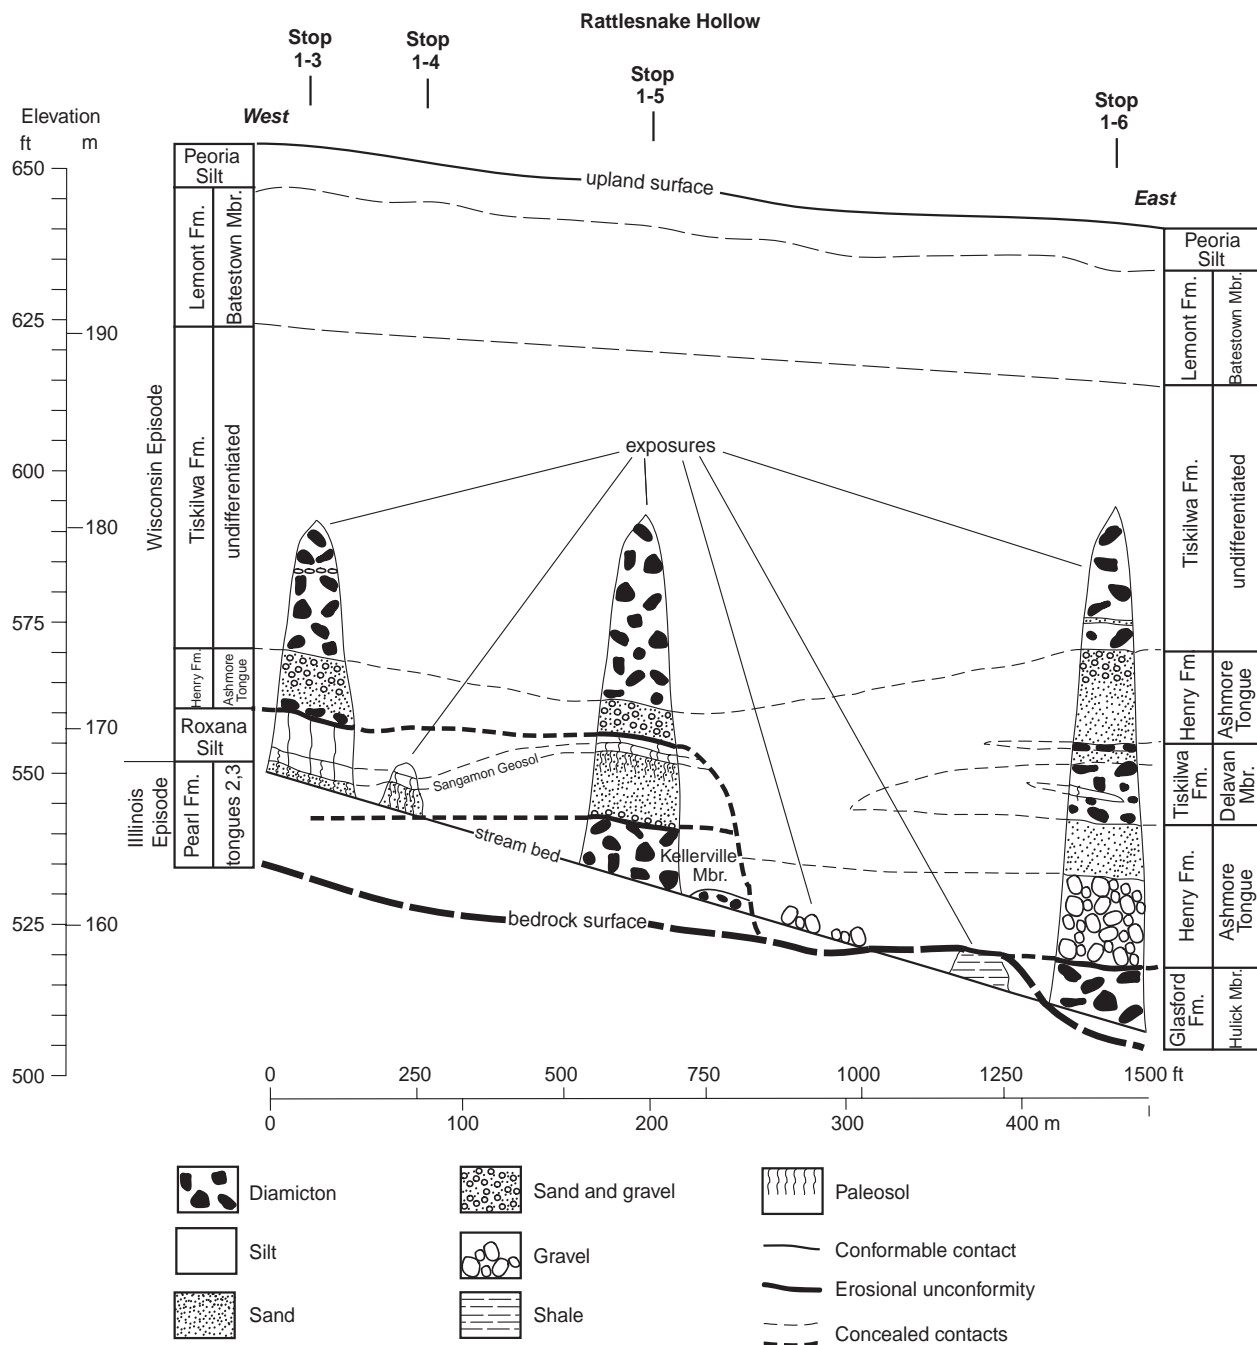 Rattlesnake Hollow
Stop
1-3
Stop
1-4
Stop
1-5
Stop
1-6
Elevation
ft m
West
East
650
625
600
575
550
525
500
190
180
170
160
Wisconsin Episode
Illlinois
Episode
Peoria
Silt
Lemont Fm.
Batestown Mbr.
Tiskilwa Fm.
undifferentiated
Henry Fm.
Ashmore
Tongue
Roxana
Silt
Pearl Fm.
tongues 2,3
upland surface
exposures
Sangamon Geosol
stream bed
Kellerville
Mbr.
bedrock surface
Peoria
Silt
Lemont Fm.
Batestown Mbr.
Tiskilwa Fm.
undifferentiated
Henry Fm.
Ashmore
Tongue
Tiskilwa
Fm.
Delavan
Mbr.
Henry Fm.
Ashmore
Tongue
Glasford
Fm.
Hulick Mbr.
0 250 500 750 1000 1250 1500 ft
0 100 200 300 400 m
Diamicton
Silt
Sand
Sand and gravel
Gravel
Shale
Paleosol
Conformable contact
Erosional unconformity
Concealed contacts